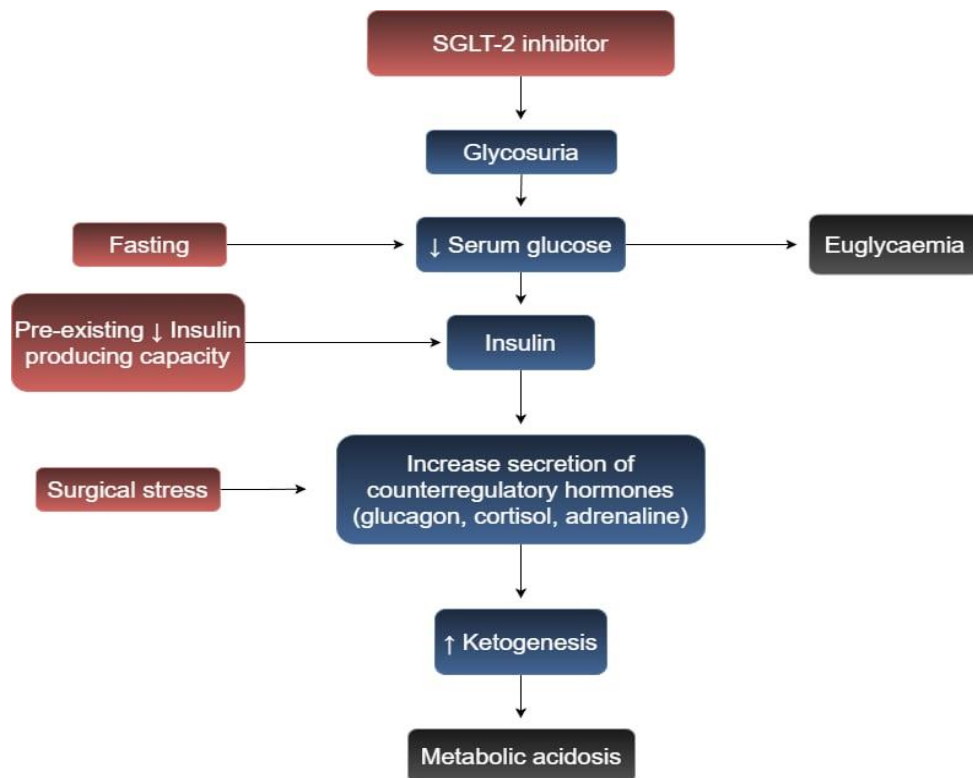 SGLT-2 inhibitor
Glycosuria
Fasting
↓ Serum glucose
Euglycaemia
Pre-existing ↓ Insulin
producing capacity
Insulin
Surgical stress
Increase secretion of
counterregulatory hormones
(glucagon, cortisol, adrenaline)
↑ Ketogenesis
Metabolic acidosis